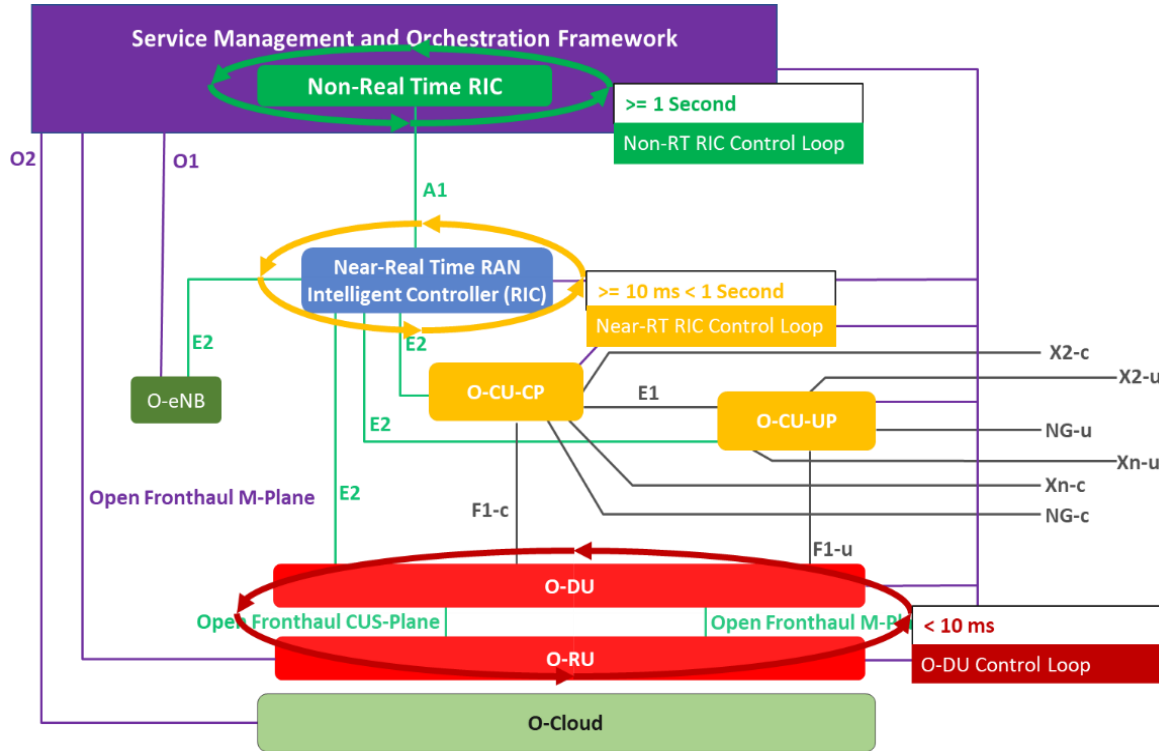 Service Management and Orchestration Framework
Non-Real Time RIC
>= 1 Second
Non-RT RIC Control Loop
O2
O1
A1
Near-Real Time RAN
Intelligent Controller (RIC)
>= 10 ms < 1 Second
Near-RT RIC Control Loop
E2
E2
X2-c
X2-u
O-eNB
O-CU-CP
E1
O-CU-UP
E2
NG-u
Xn-u
E2
Open Fronthaul M-Plane
Xn-c
F1-c
NG-c
F1-u
O-DU
Open Fronthaul CUS-Plane
Open Fronthaul M-Pla
< 10 ms
O-RU
O-DU Control Loop
O-Cloud